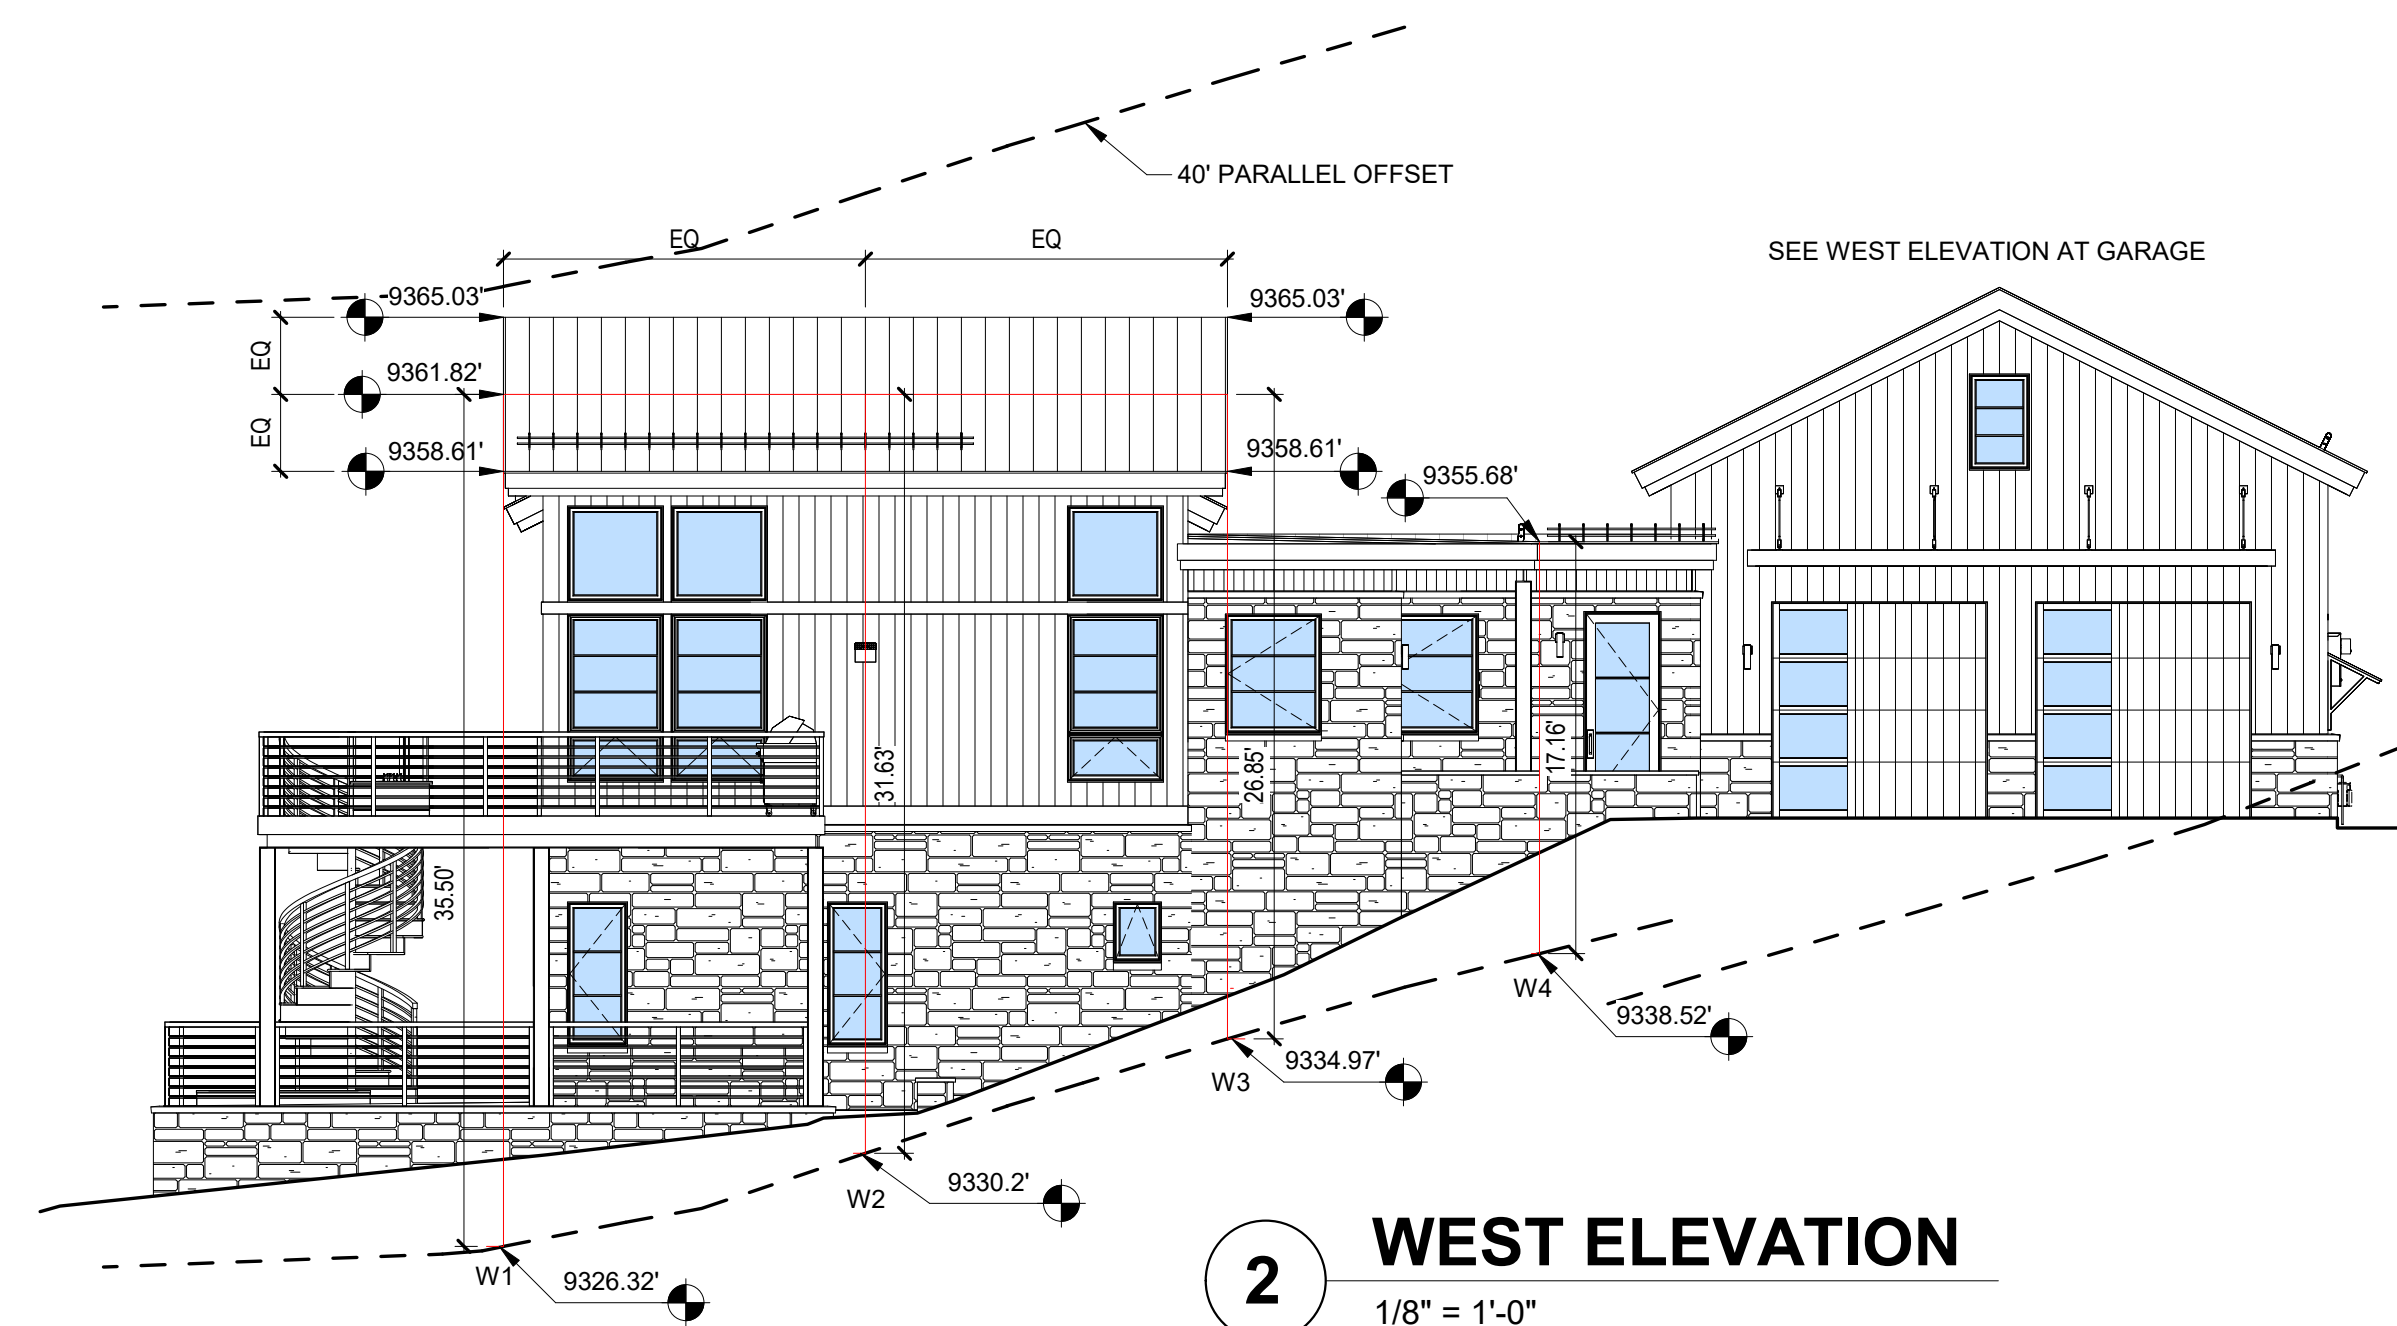 40' PARALLEL OFFSET
EQ
EQ
SEE WEST ELEVATION AT GARAGE
9365.03'
9365.03'
EQ
9361.82'
EQ
9358.61'
9358.61'
9355.68'
31.63'
26.85'
17.16'
35.50'
W4
9338.52'
W3
9334.97'
W2
9330.2'
W1
9326.32'
2
WEST ELEVATION
1/8" = 1'-0"